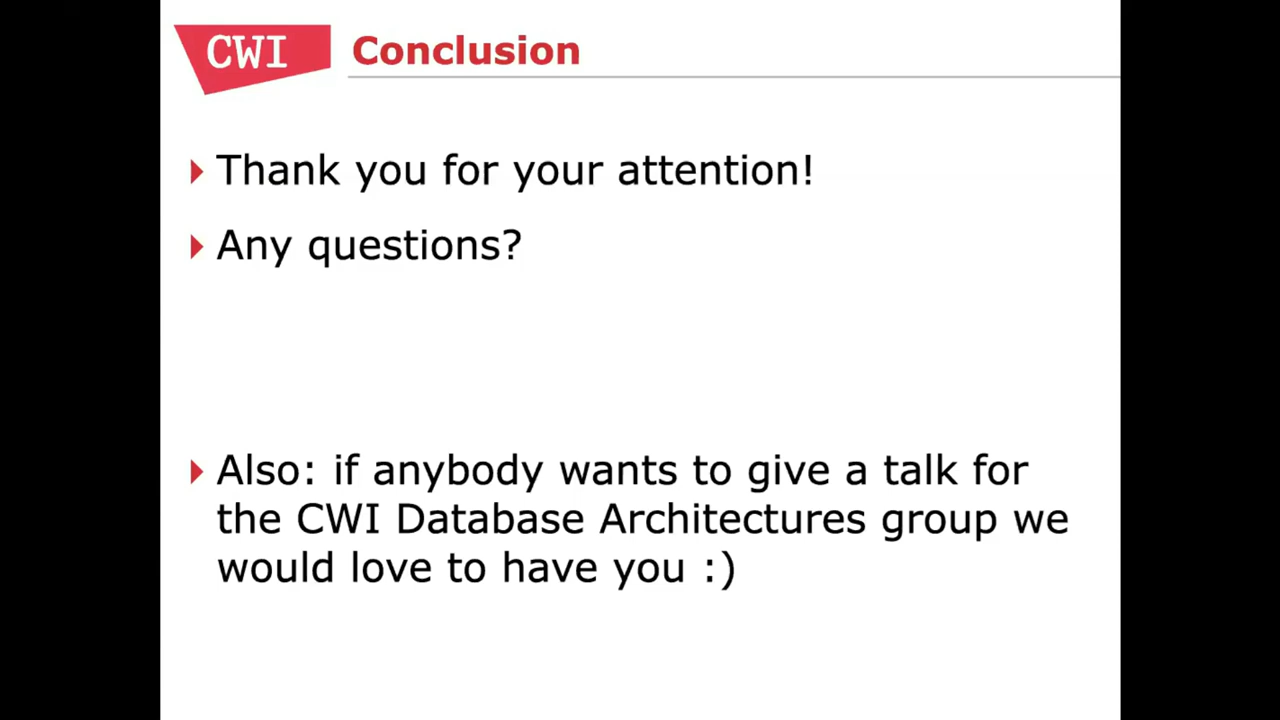 CWI
Conclusion
Thank you for your attention!
Any questions?
Also: if anybody wants to give a talk for
the CWI Database Architectures group we
would love to have you :)